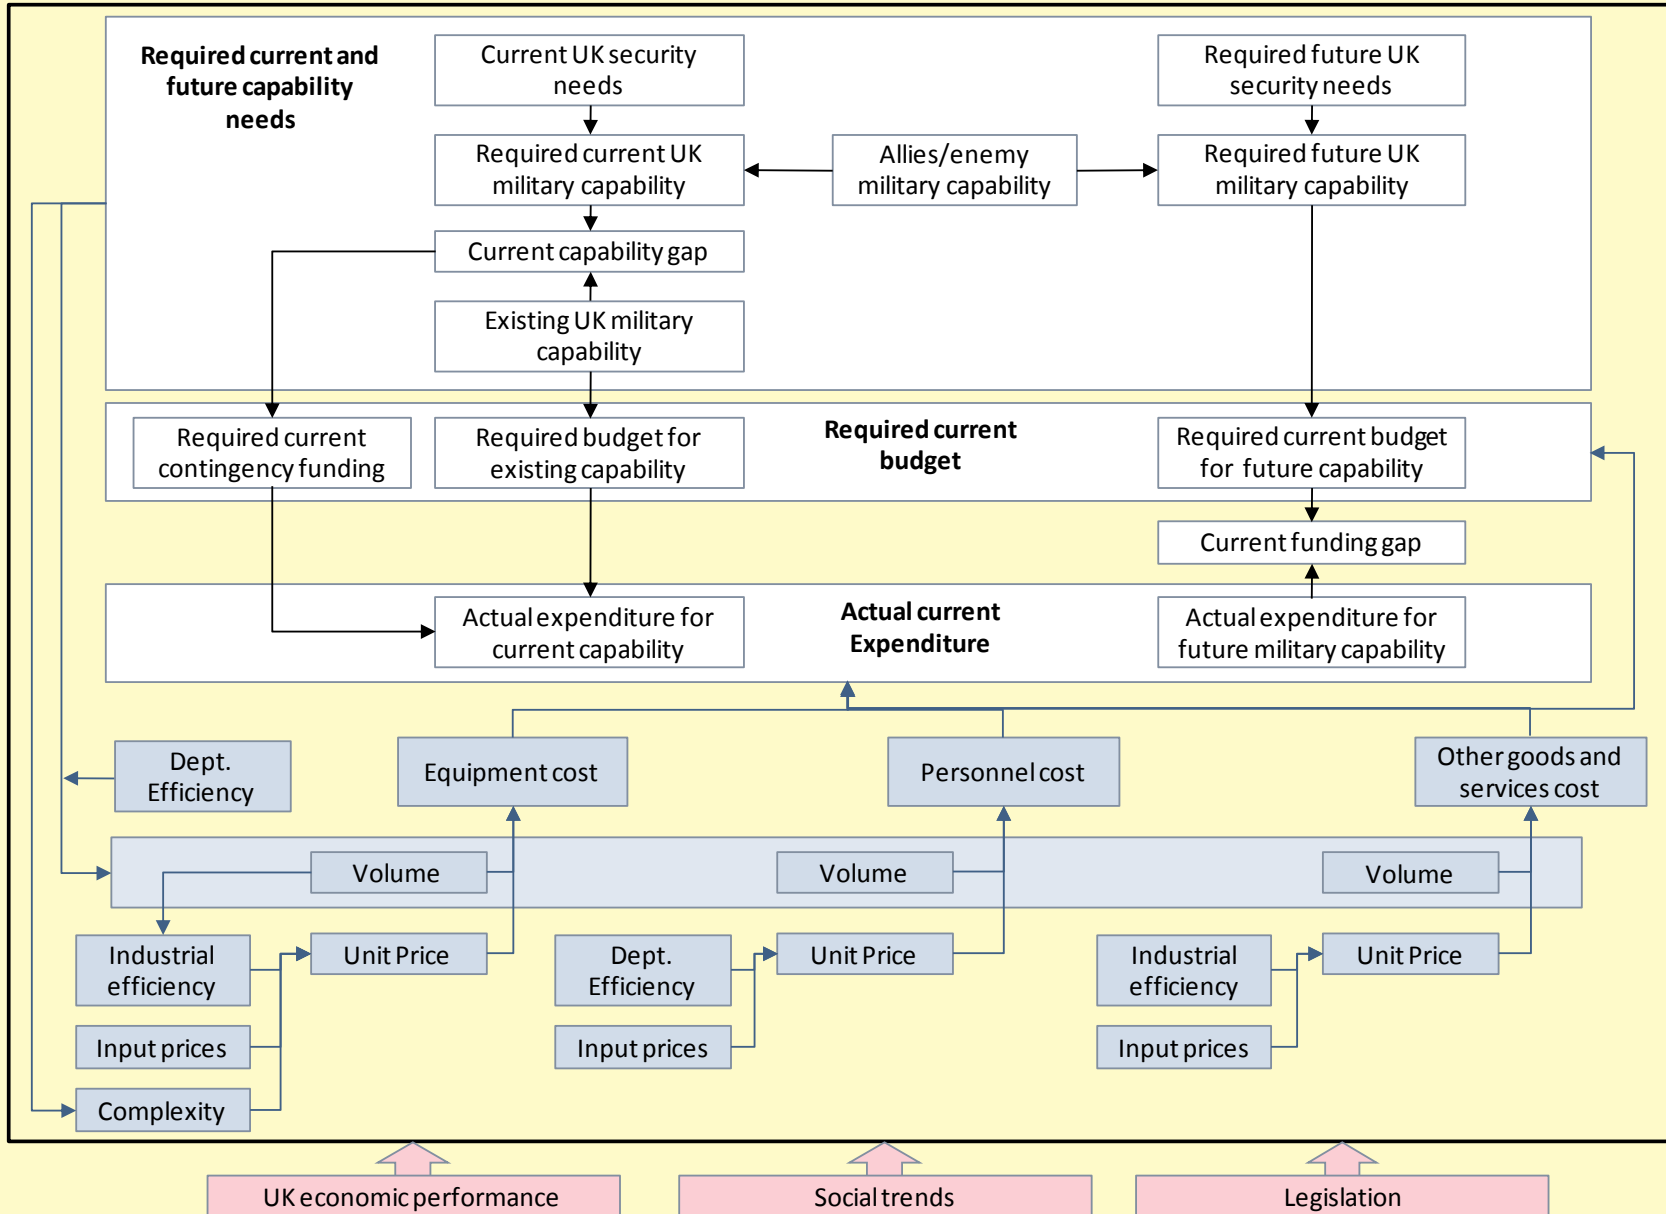 Required current and
future capability
needs
Current UK security
needs
Required future UK
security needs
Required current UK
military capability
Allies/enemy
military capability
Required future UK
military capability
Current capability gap
Existing UK military
capability
Required current
contingency funding
Required budget for
existing capability
Required current
budget
Required current budget
for future capability
Current funding gap
Actual expenditure for
current capability
Actual current
Expenditure
Actual expenditure for
future military capability
Dept.
Efficiency
Equipment cost
Personnel cost
Other goods and
services cost
Volume
Volume
Volume
Industrial
efficiency
Unit Price
Dept.
Efficiency
Unit Price
Industrial
efficiency
Unit Price
Input prices
Input prices
Input prices
Complexity
UK economic performance
Social trends
Legislation